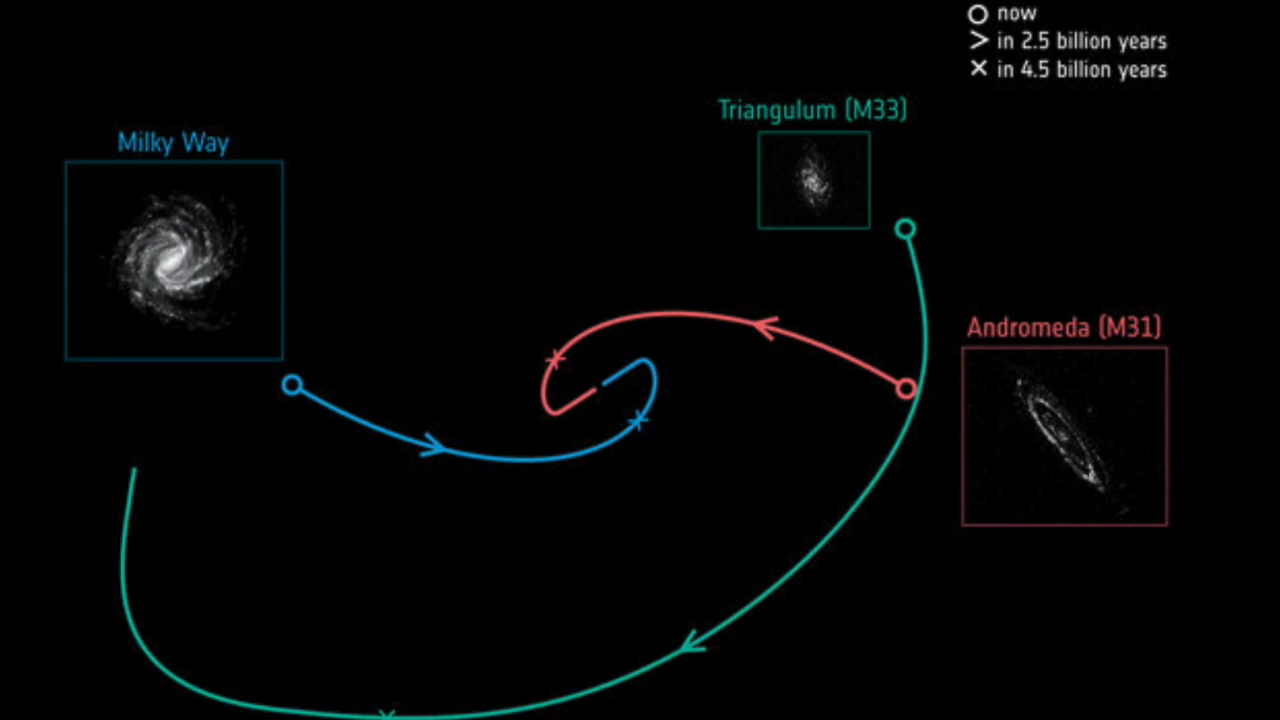 now
in 2.5 billion years
in 4.5 billion years
Triangulum (M33)
Milky Way
Andromeda (M31)